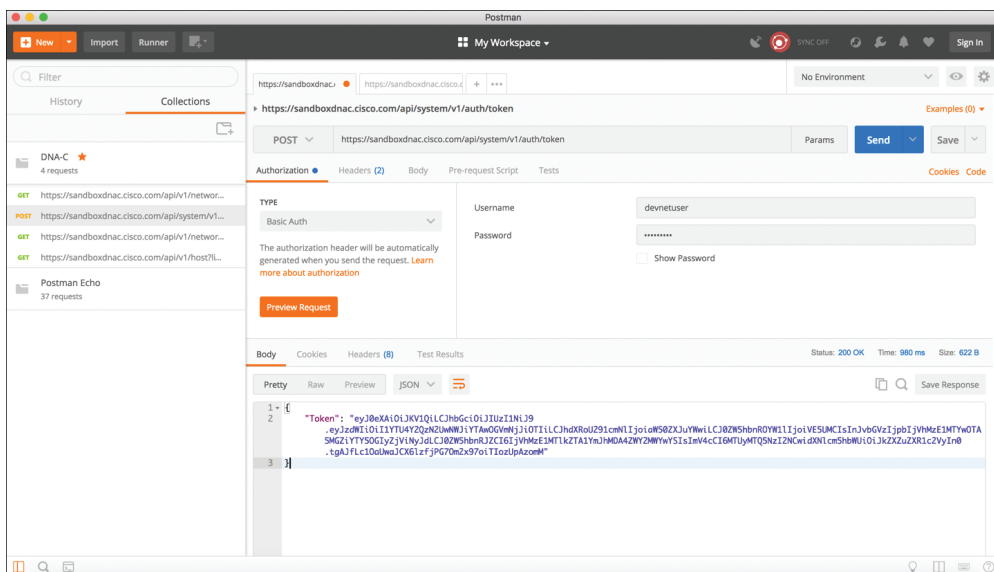 Postman
New Import Runner My Workspace SYNC OFF Sign In
Filter
History Collections
DNA-C
4 requests
GET https://sandboxdnac.cisco.com/api/v1/networ...
POST https://sandboxdnac.cisco.com/api/system/v1...
GET https://sandboxdnac.cisco.com/api/v1/networ...
GET https://sandboxdnac.cisco.com/api/v1/host?li...
Postman Echo
37 requests
https://sandboxdnac. https://sandboxdnac.cisco.c + •••
No Environment
https://sandboxdnac.cisco.com/api/system/v1/auth/token
Examples (0)
POST https://sandboxdnac.cisco.com/api/system/v1/auth/token Params Send Save
Authorization Headers (2) Body Pre-request Script Tests Cookies Code
TYPE
Basic Auth
The authorization header will be automatically
generated when you send the request. Learn
more about authorization
Preview Request
Username devnetuser
Password •••••••••
Show Password
Body Cookies Headers (8) Test Results Status: 200 OK Time: 980 ms Size: 622 B
Pretty Raw Preview JSON Save Response
1 {
2 "Token": "eyJ0eXAiOiJKV1QiLCJhbGciOiJIUzI1NiJ9
3 }